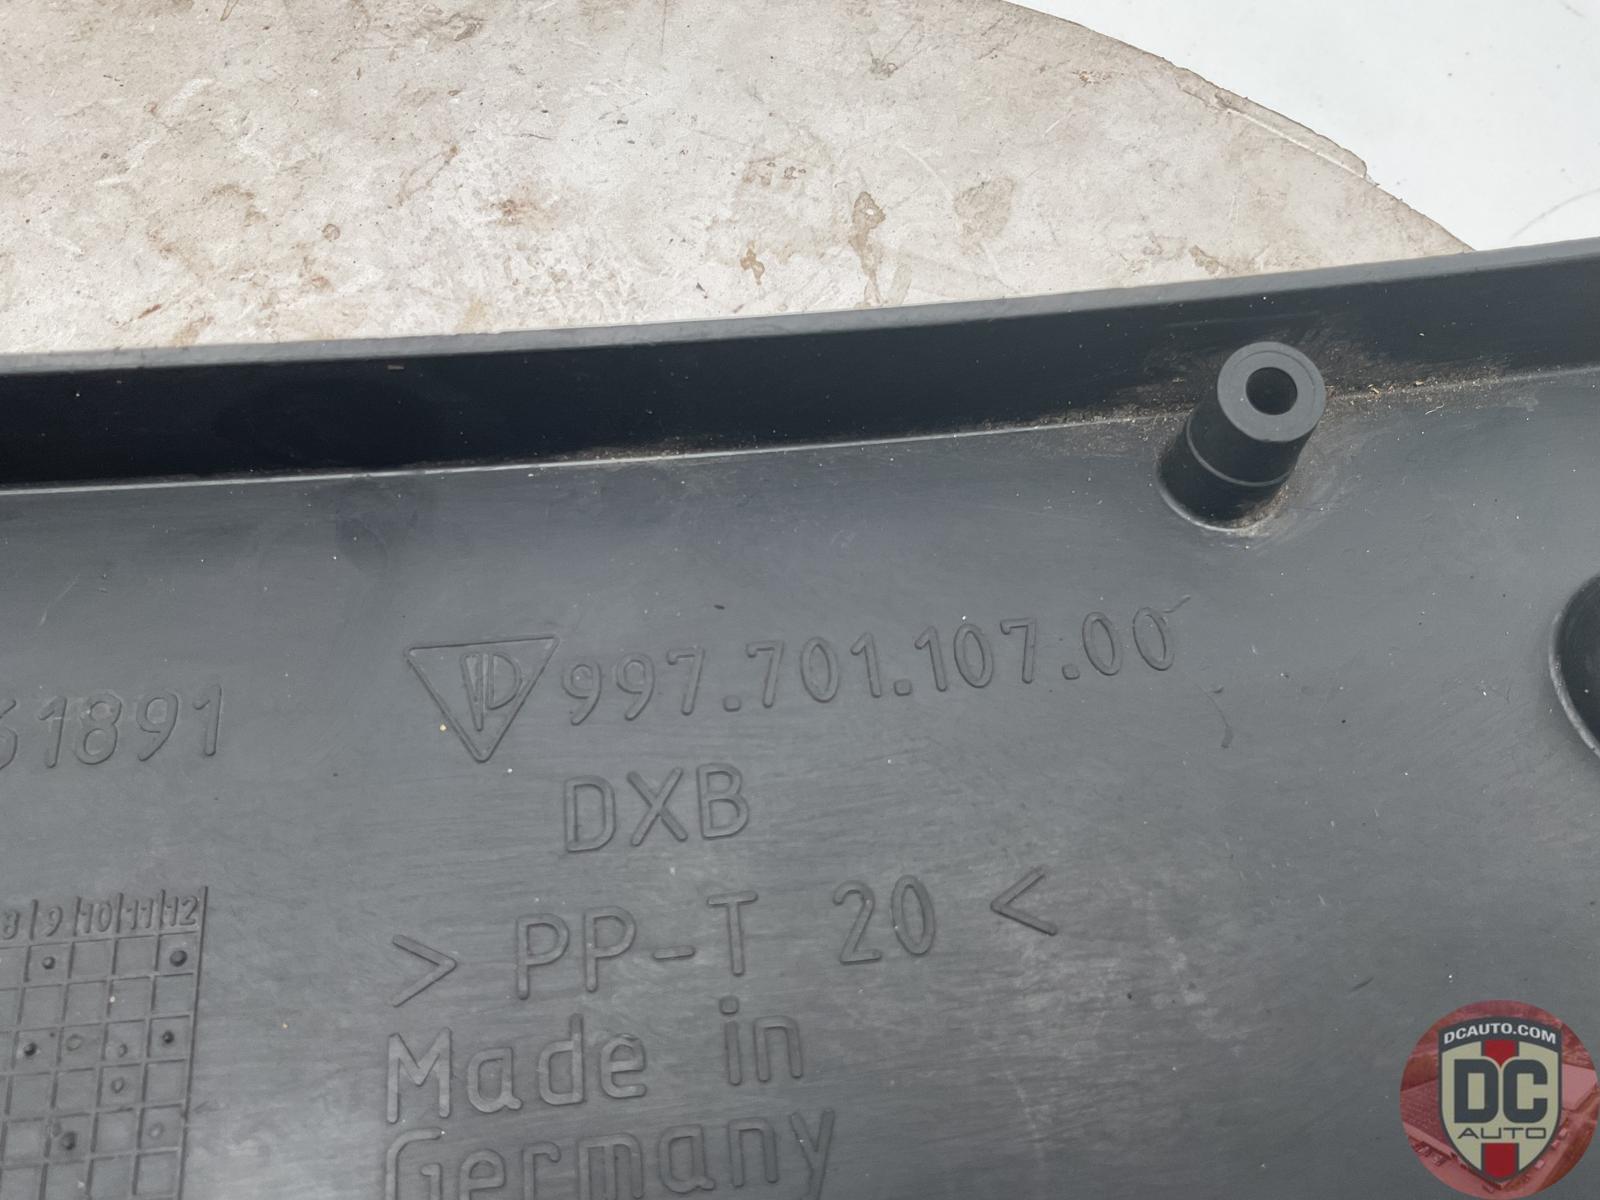 61891
997.701.107.00
DXB
> PP-T 20 <
8 9 10 11 12
Made in
Germany
DCAUTO.COM
DC
AUTO